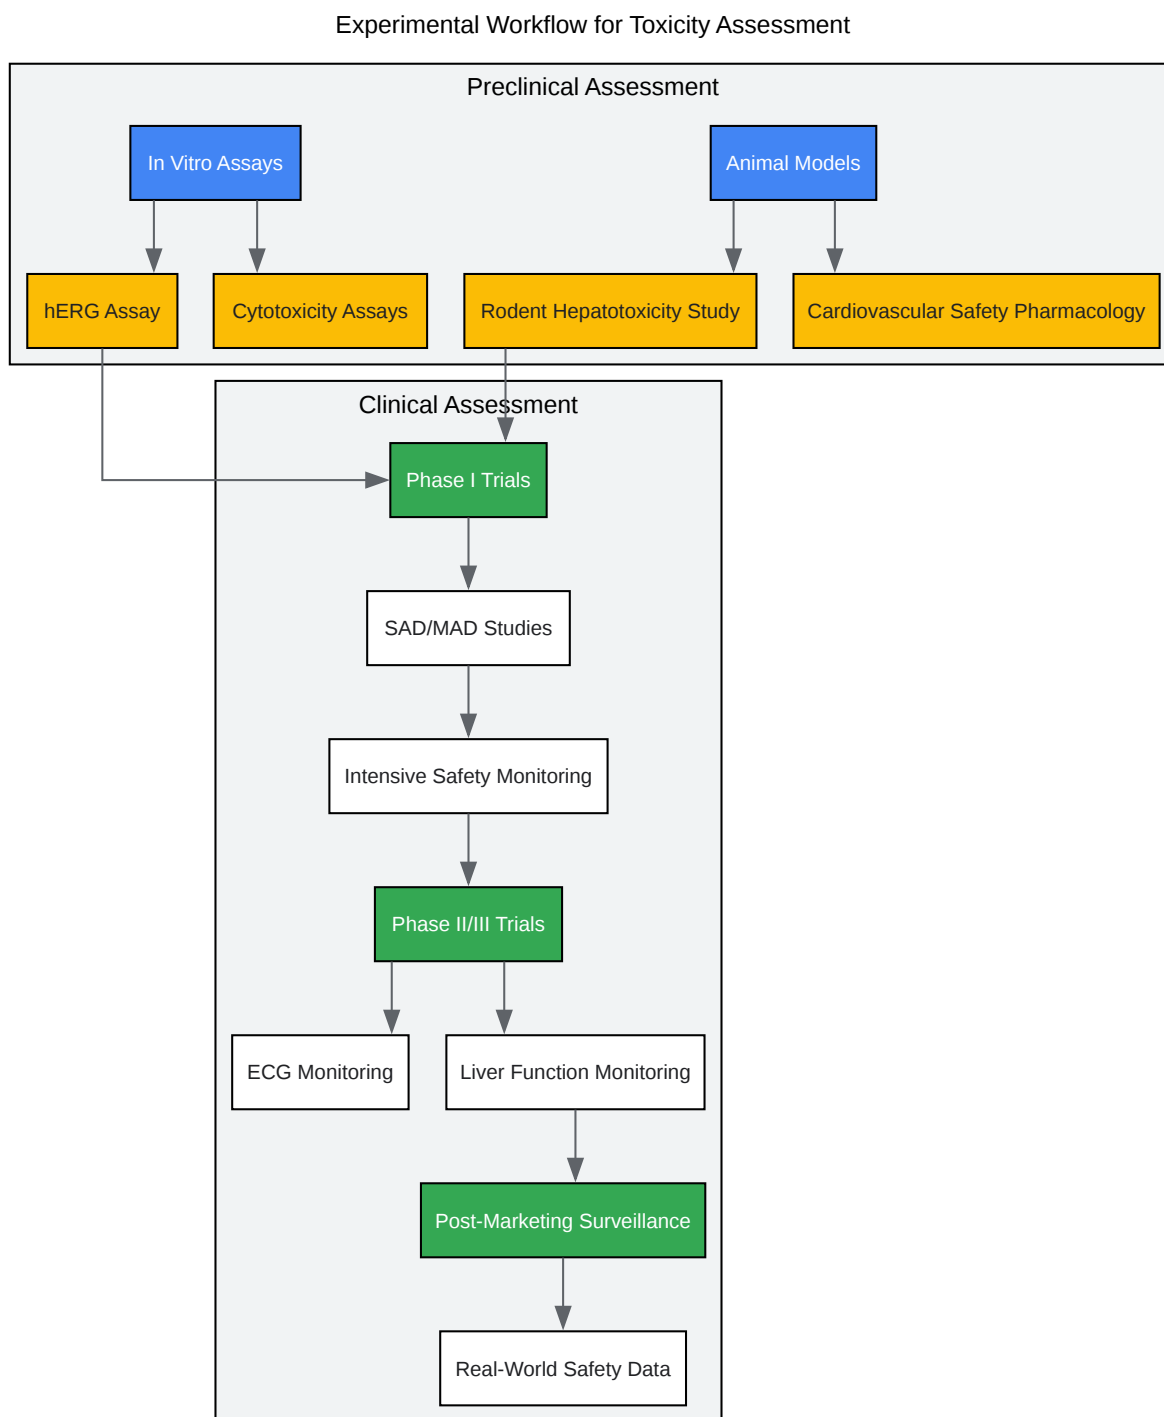 Experimental Workflow for Toxicity Assessment
Preclinical Assessment
In Vitro Assays
Animal Models
hERG Assay
Cytotoxicity Assays
Rodent Hepatotoxicity Study
Cardiovascular Safety Pharmacology
Clinical Assessment
Phase I Trials
SAD/MAD Studies
Intensive Safety Monitoring
Phase II/III Trials
ECG Monitoring
Liver Function Monitoring
Post-Marketing Surveillance
Real-World Safety Data